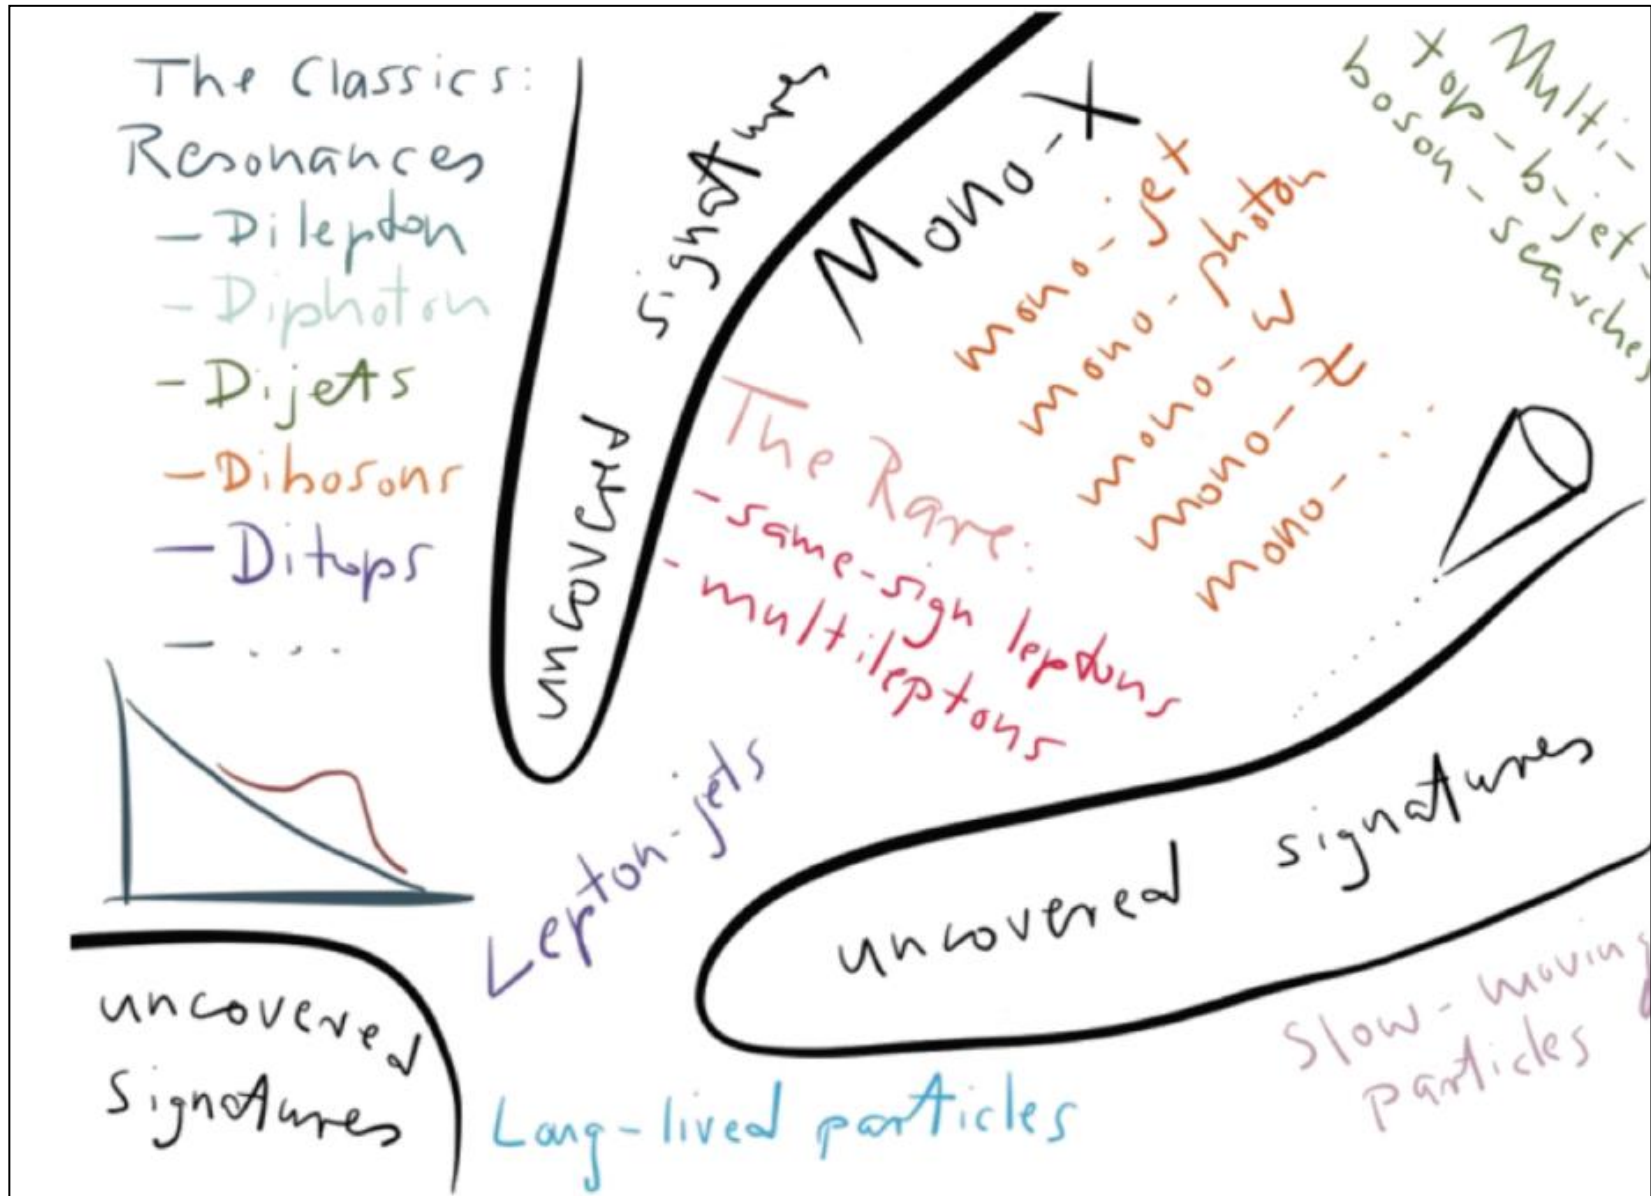 The Classics:
Resonances
- Dilepton
- Diphoton
- Dijets
- Dibosons
- Ditops
- ...
uncovered signatures
Mono-X
mono-jet
mono-photon
mono-W
mono-Z
mono-...
Multi-
top-b-jet-
boson-searches
The Rare:
- same-sign leptons
- multileptons
Lepton-jets
uncovered signatures
uncovered
signatures
Long-lived particles
Slow-moving
particles